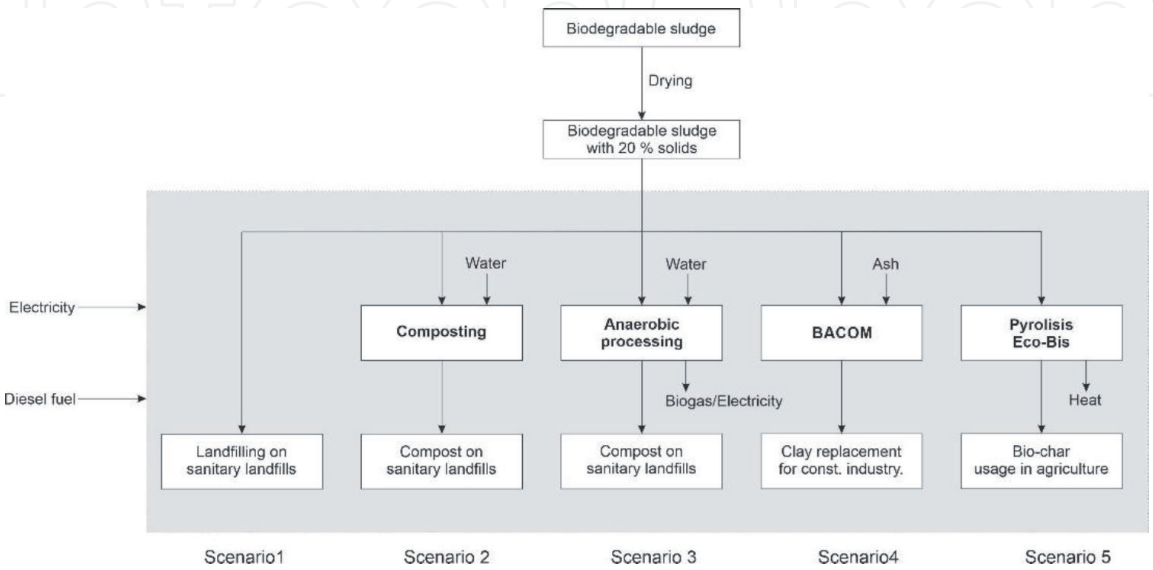 Biodegradable sludge
Drying
Biodegradable sludge
with 20 % solids
Water
Water
Ash
Electricity
Composting
Anaerobic
processing
BACOM
Pyrolisis
Eco-Bis
Diesel fuel
Biogas/Electricity
Heat
Landfilling on
sanitary landfills
Compost on
sanitary landfills
Compost on
sanitary landfills
Clay replacement
for const. industry.
Bio-char
usage in agriculture
Scenario1
Scenario 2
Scenario 3
Scenario4
Scenario 5